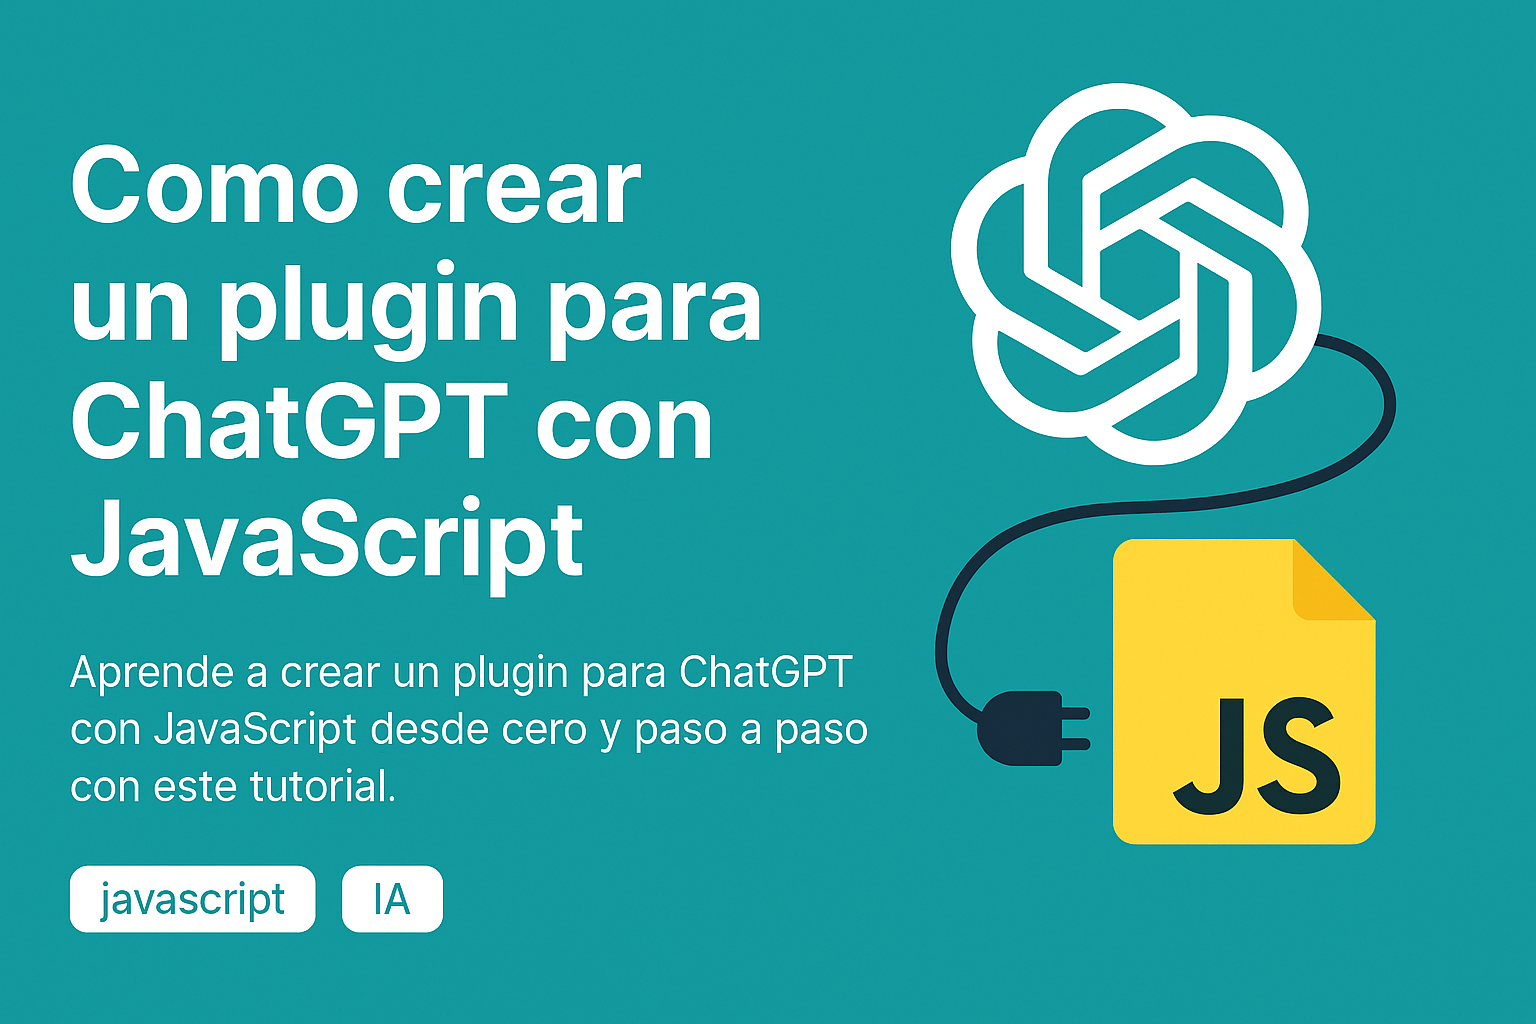 Como crear
un plugin para
ChatGPT con
JavaScript
Aprende a crear un plugin para ChatGPT
con JavaScript desde cero y paso a paso
con este tutorial.
javascript
IA
JS